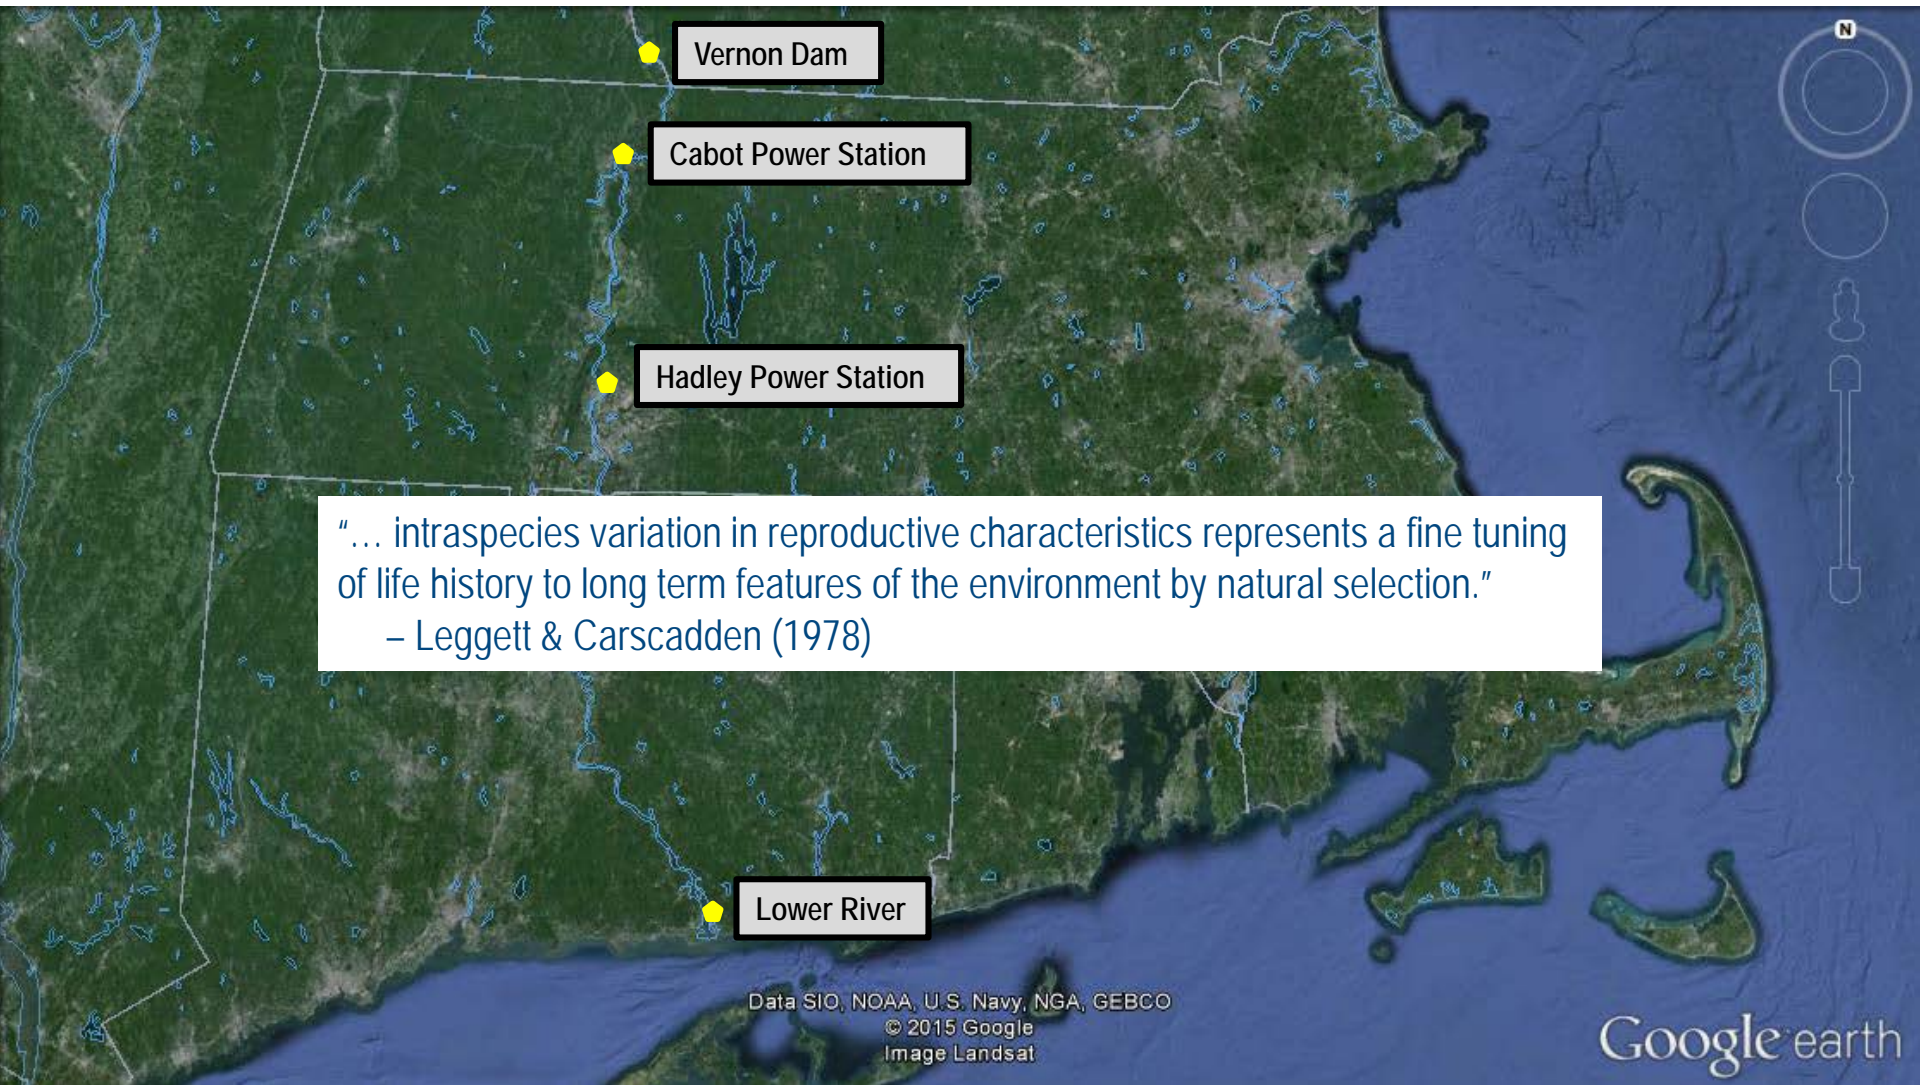 N
Vernon Dam
Cabot Power Station
Hadley Power Station
“… intraspecies variation in reproductive characteristics represents a fine tuning
of life history to long term features of the environment by natural selection.”
– Leggett & Carscadden (1978)
Lower River
Data SIO, NOAA, U.S. Navy, NGA, GEBCO
© 2015 Google
Image Landsat
Google earth